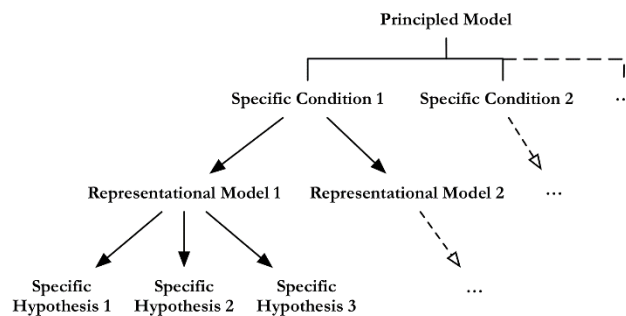 Principled Model
Specific Condition 1 Specific Condition 2 ...
Representational Model 1 Representational Model 2 ...
Specific Hypothesis 1
Specific Hypothesis 2
Specific Hypothesis 3
...